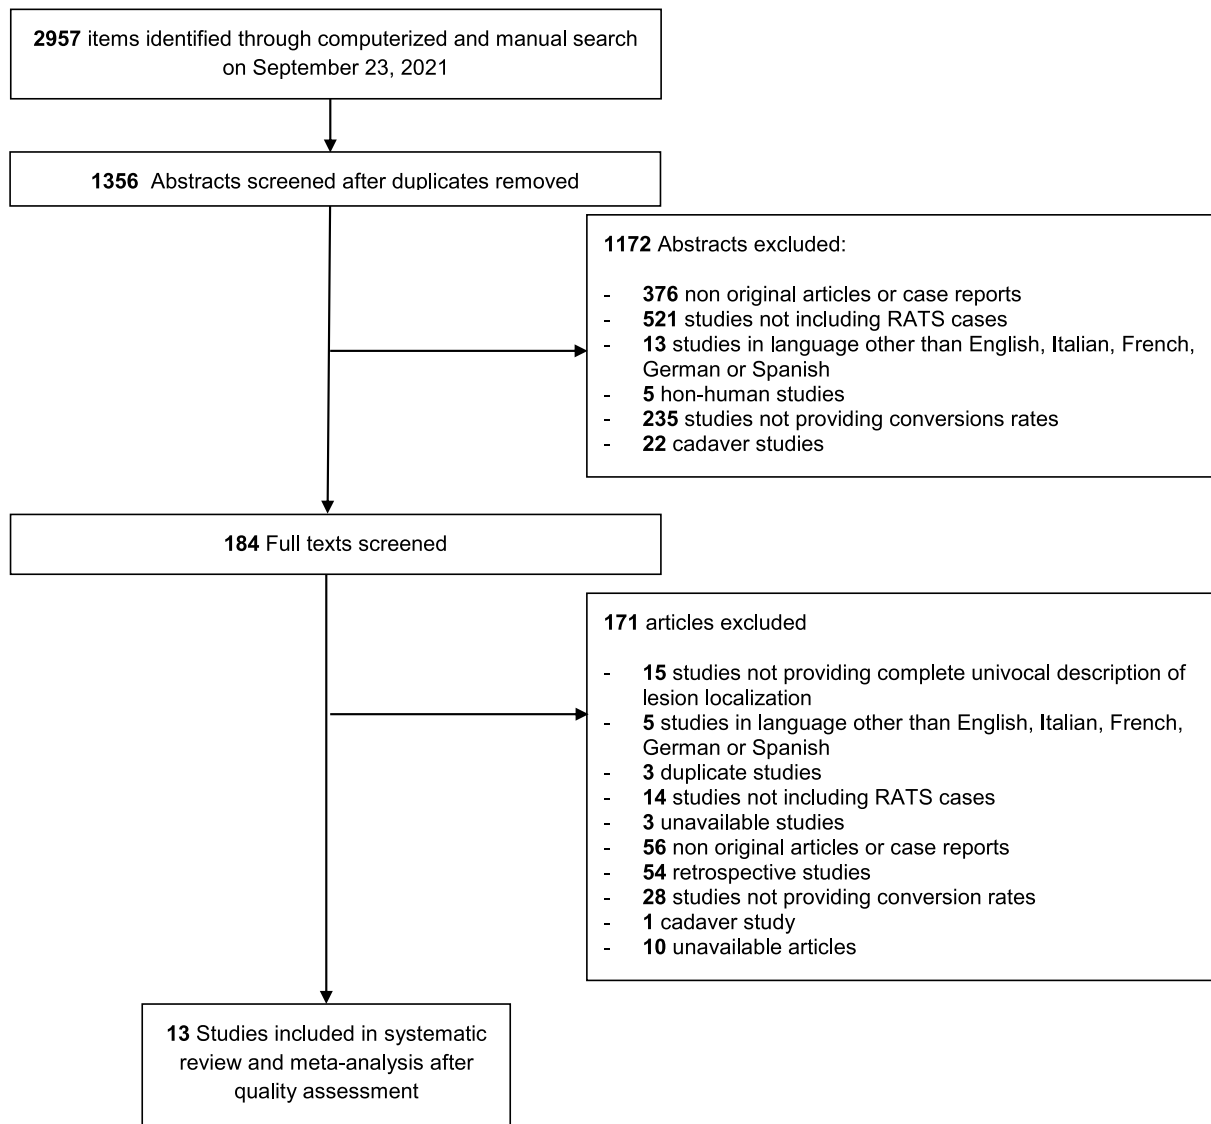 2957 items identified through computerized and manual search
on September 23, 2021
1356 Abstracts screened after duplicates removed
1172 Abstracts excluded:
- 376 non original articles or case reports
- 521 studies not including RATS cases
- 13 studies in language other than English, Italian, French,
German or Spanish
- 5 hon-human studies
- 235 studies not providing conversions rates
- 22 cadaver studies
184 Full texts screened
171 articles excluded
- 15 studies not providing complete univocal description of
lesion localization
- 5 studies in language other than English, Italian, French,
German or Spanish
- 3 duplicate studies
- 14 studies not including RATS cases
- 3 unavailable studies
- 56 non original articles or case reports
- 54 retrospective studies
- 28 studies not providing conversion rates
- 1 cadaver study
- 10 unavailable articles
13 Studies included in systematic
review and meta-analysis after
quality assessment